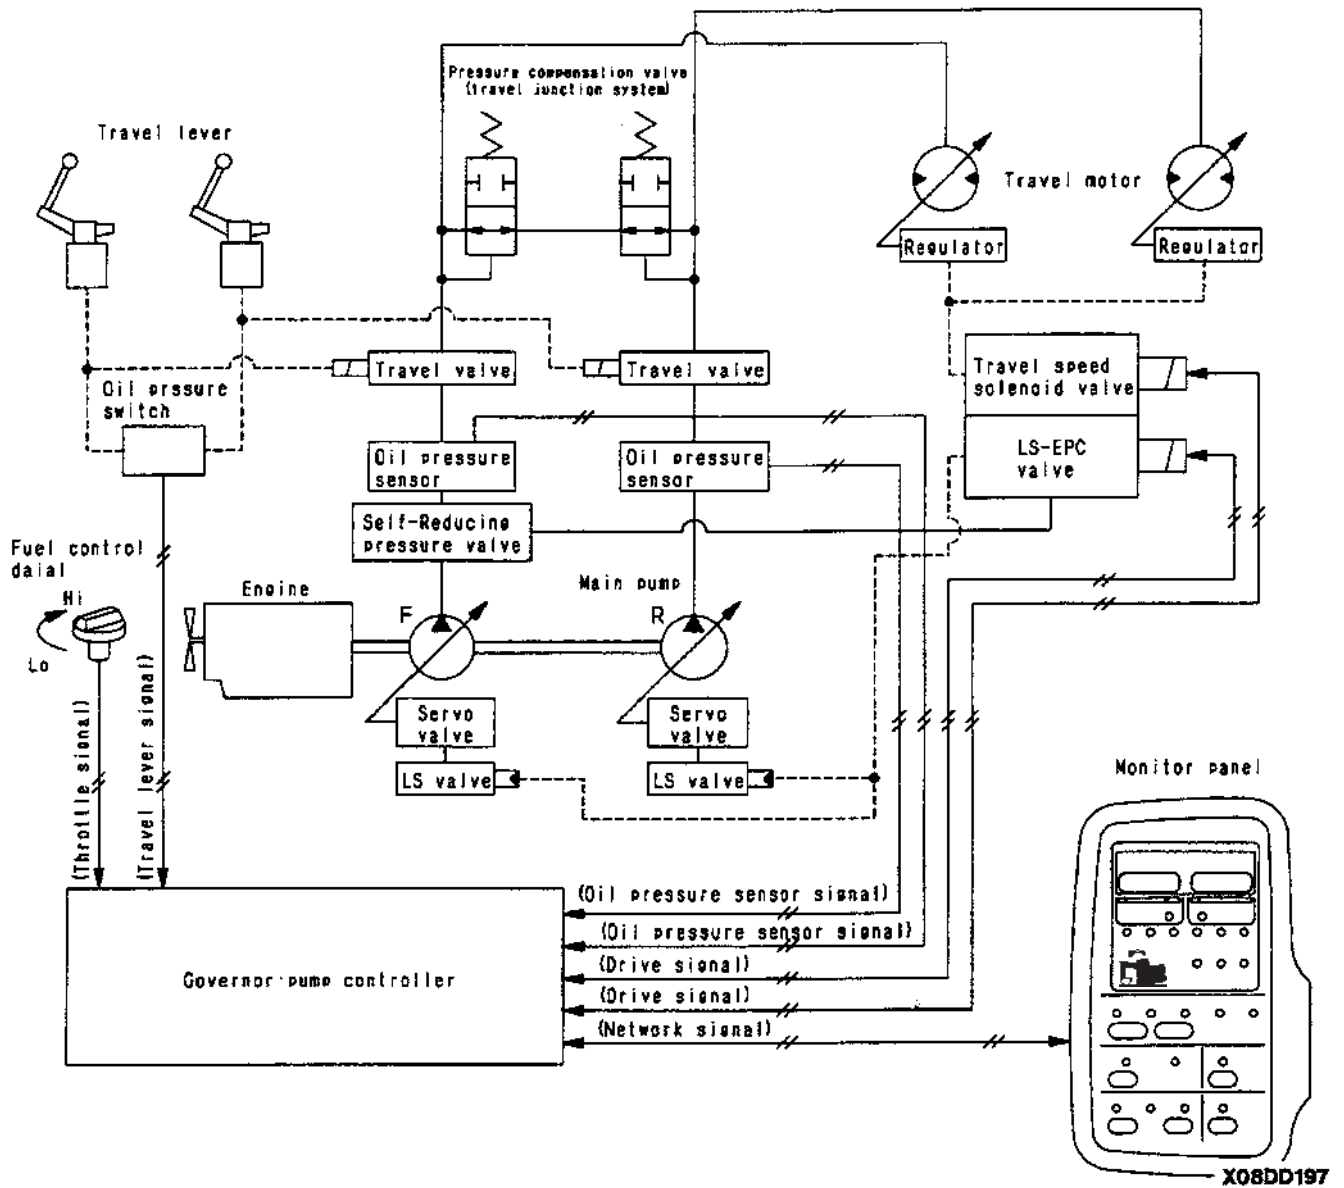 Pressure compensation valve
(travel junction system)
Travel lever
Travel motor
Regulator
Regulator
Travel valve
Travel valve
Travel speed
solenoid valve
Oil prssure
switch
LS-EPC
valve
Oil pressure
sensor
Oil pressure
sensor
Self-Reducing
pressure valve
Fuel control
daial
Hi
Lo
Engine
Main pump
F
R
Servo
valve
Servo
valve
LS valve
LS valve
(Throttle signal)
(Travel lever signal)
Monitor panel
(Oil pressure sensor signal)
(Oil pressure sensor signal)
(Drive signal)
(Drive signal)
(Network signal)
Governor·pump controller
X08DD197